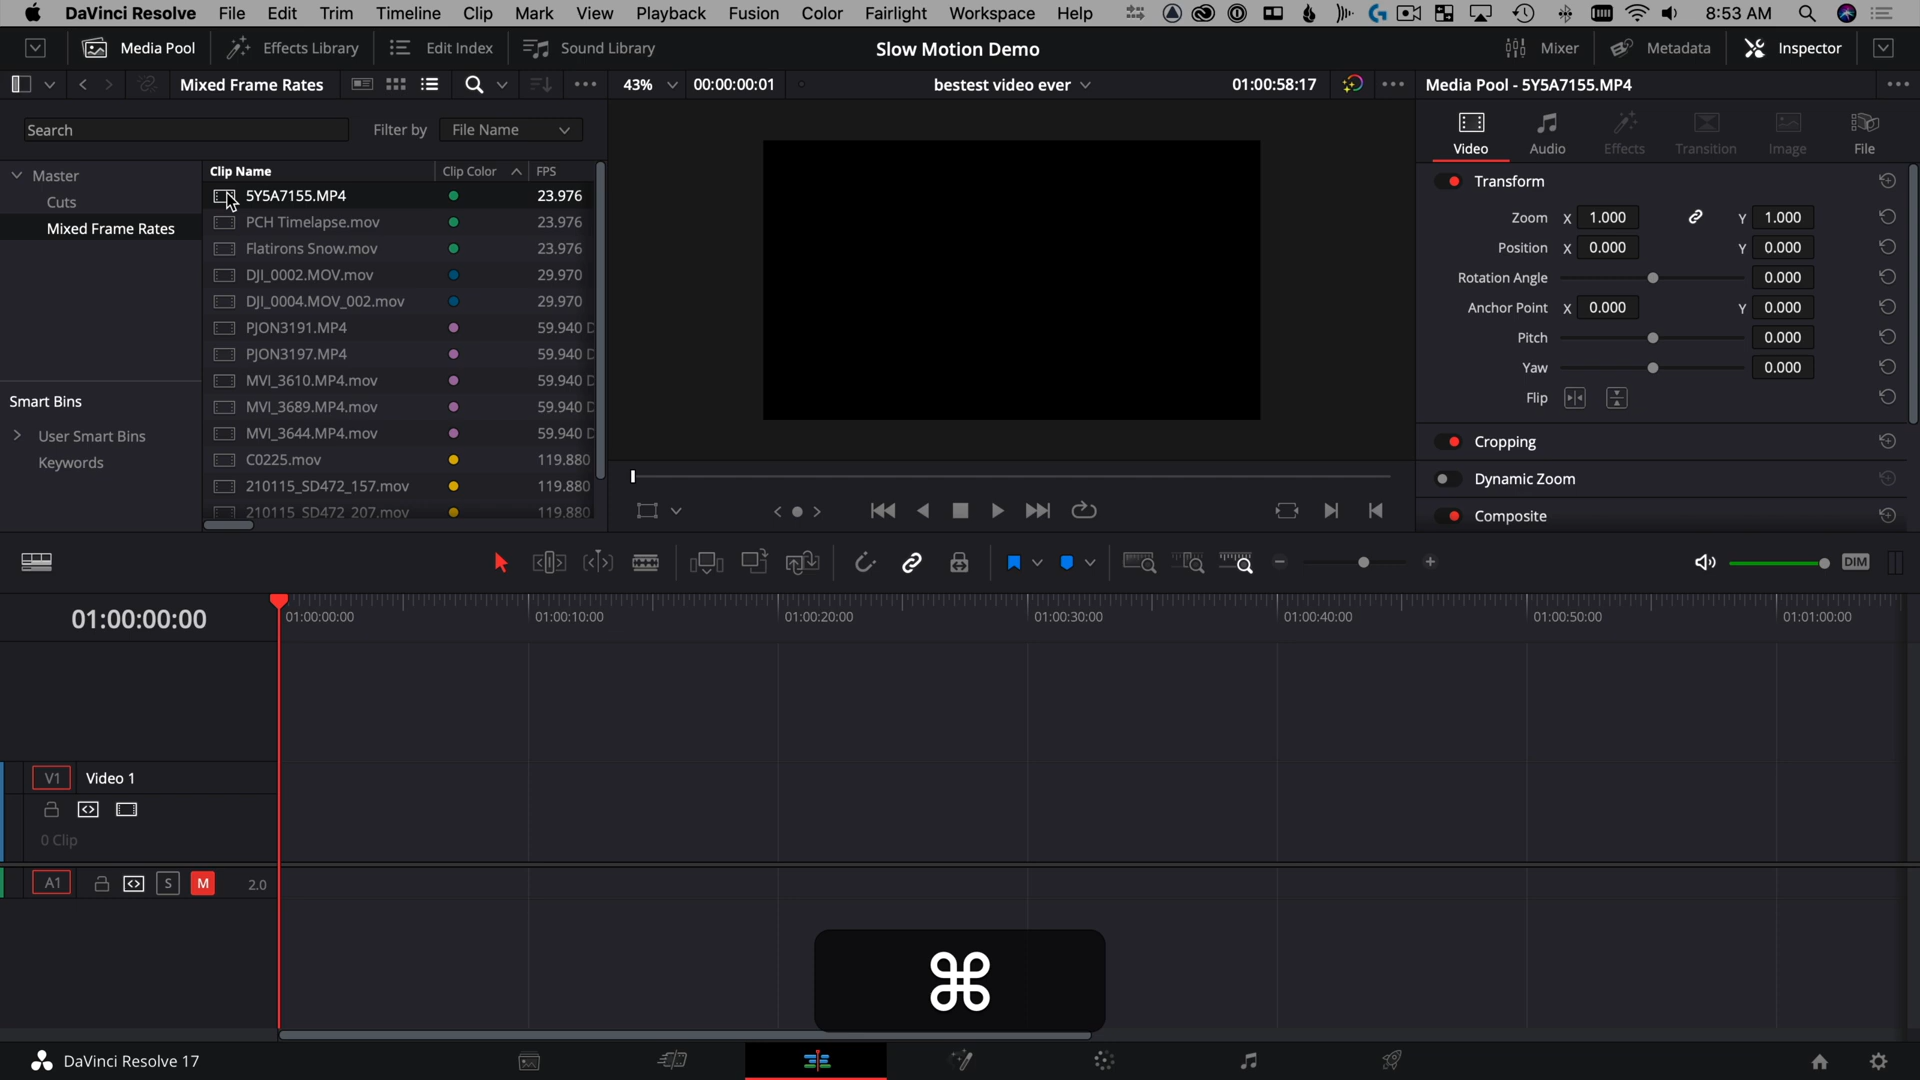 DaVinci Resolve File Edit Trim Timeline Clip Mark View Playback Fusion Color Fairlight Workspace Help 8:53 AM
Media Pool Effects Library Edit Index Sound Library Slow Motion Demo Mixer Metadata Inspector
Mixed Frame Rates 43% 00:00:00:01 bestest video ever 01:00:58:17 Media Pool - 5Y5A7155.MP4
Search Filter by File Name
Video Audio Effects Transition Image File
Master
Cuts
Mixed Frame Rates
Smart Bins
User Smart Bins
Keywords
Clip Name Clip Color FPS
5Y5A7155.MP4 23.976
PCH Timelapse.mov 23.976
Flatirons Snow.mov 23.976
DJI_0002.MOV.mov 29.970
DJI_0004.MOV_002.mov 29.970
PJON3191.MP4 59.940 D
PJON3197.MP4 59.940 D
MVI_3610.MP4.mov 59.940 D
MVI_3689.MP4.mov 59.940 D
MVI_3644.MP4.mov 59.940 D
C0225.mov 119.880
210115_SD472_157.mov 119.880
210115_SD472_207.mov 119.880
Transform
Zoom X 1.000 Y 1.000
Position X 0.000 Y 0.000
Rotation Angle 0.000
Anchor Point X 0.000 Y 0.000
Pitch 0.000
Yaw 0.000
Flip
Cropping
Dynamic Zoom
Composite
DIM
01:00:00:00 01:00:00:00 01:00:10:00 01:00:20:00 01:00:30:00 01:00:40:00 01:00:50:00 01:01:00:00
V1 Video 1
0 Clip
A1 S M 2.0
⌘
DaVinci Resolve 17